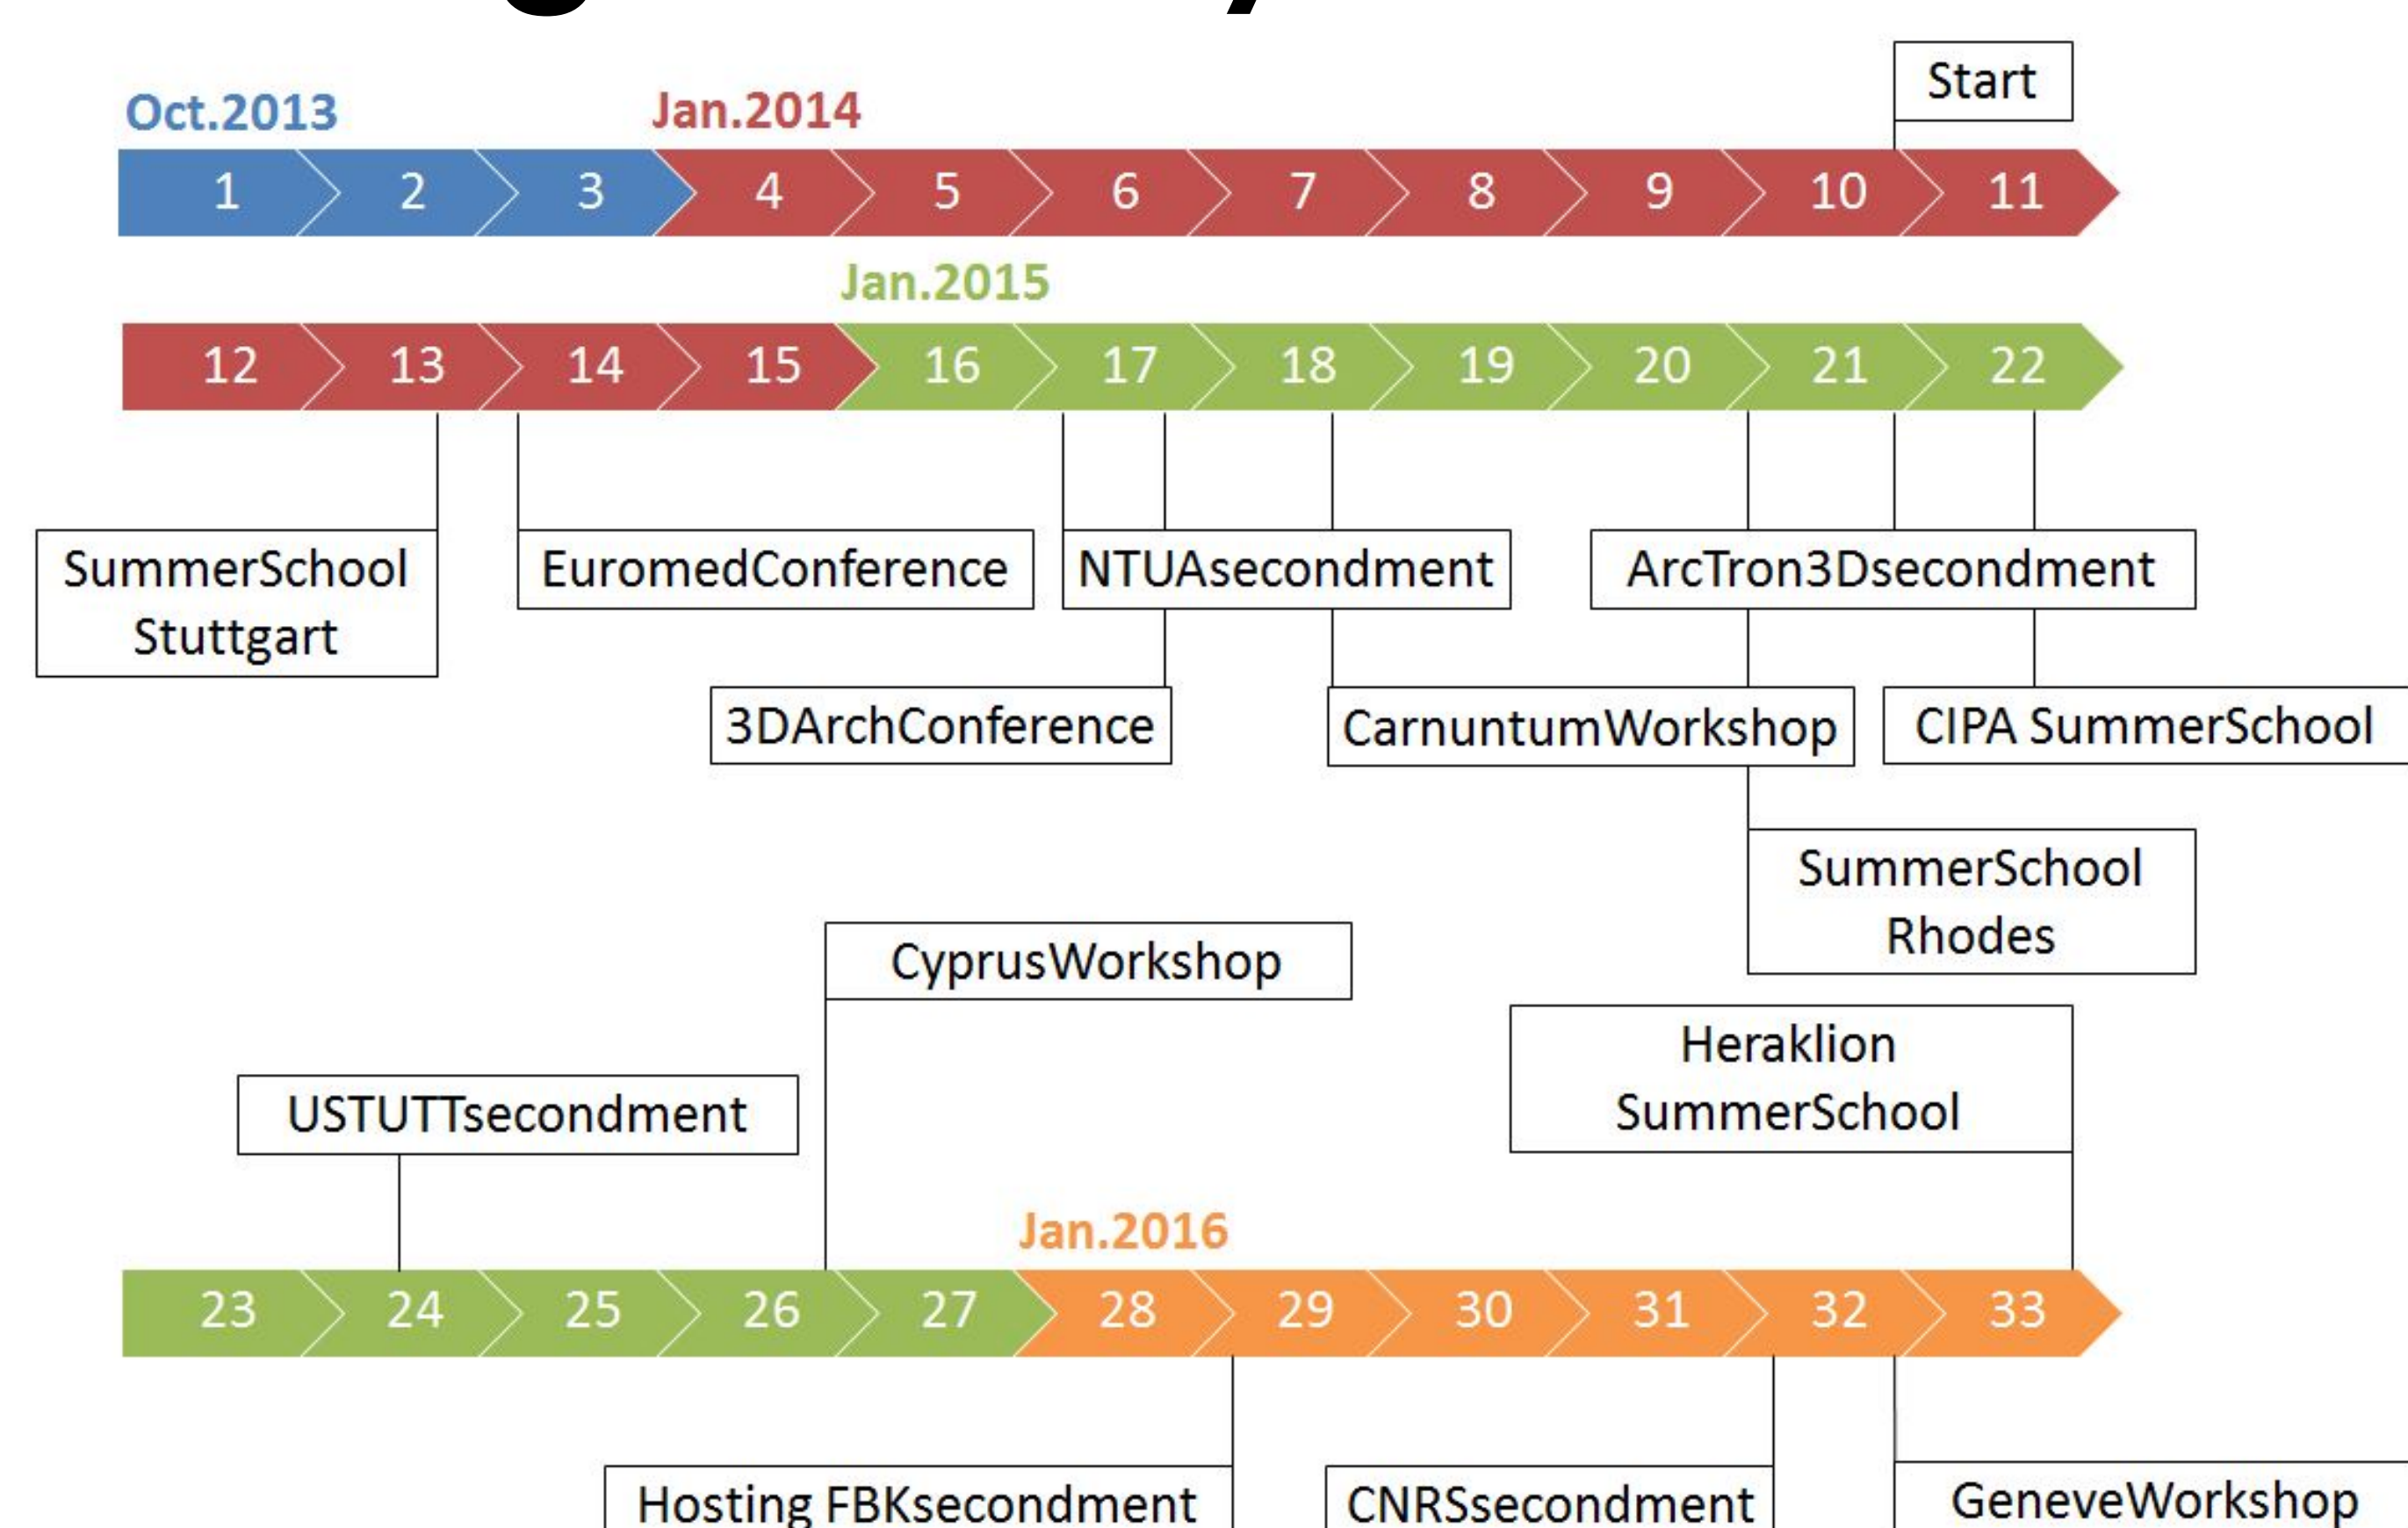 Start
Oct.2013 Jan.2014
1 2 3 4 5 6 7 8 9 10 11
Jan.2015
12 13 14 15 16 17 18 19 20 21 22
SummerSchool
Stuttgart
EuromedConference
NTUAsecondment
ArcTron3Dsecondment
3DArchConference
CarnuntumWorkshop
CIPA SummerSchool
SummerSchool
Rhodes
CyprusWorkshop
Heraklion
SummerSchool
USTUTTsecondment
Jan.2016
23 24 25 26 27 28 29 30 31 32 33
Hosting FBKsecondment
CNRSsecondment
GeneveWorkshop